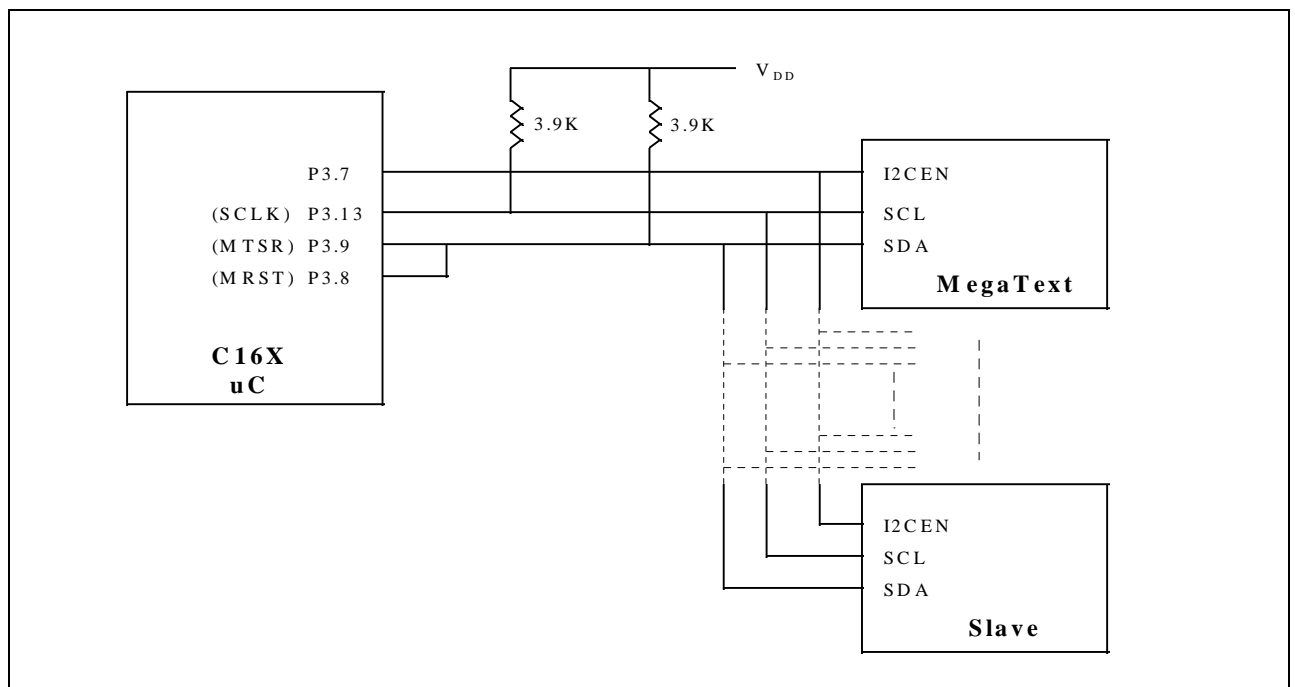 V_DD
3.9K
3.9K
P3.7
(SCLK) P3.13
(MTSR) P3.9
(MRST) P3.8
C16X
uC
I2CEN
SCL
SDA
MegaText
I2CEN
SCL
SDA
Slave